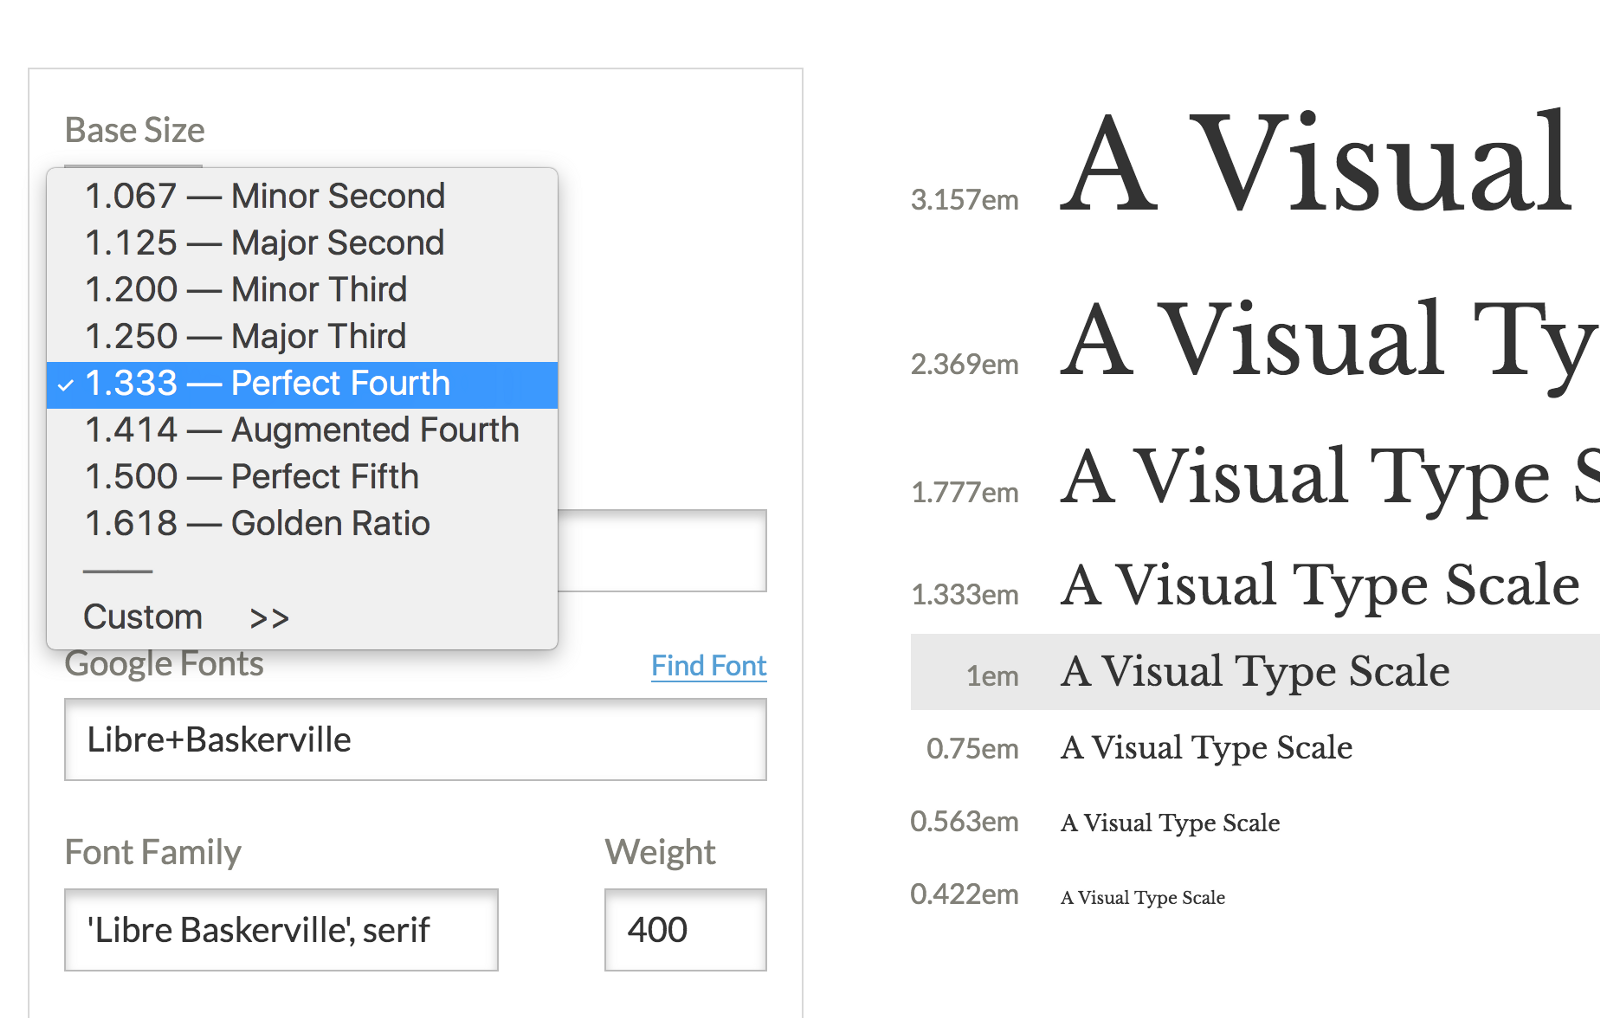 Base Size
1.067 — Minor Second
1.125 — Major Second
1.200 — Minor Third
1.250 — Major Third
✓ 1.333 — Perfect Fourth
1.414 — Augmented Fourth
1.500 — Perfect Fifth
1.618 — Golden Ratio
——
Custom >>
Google Fonts Find Font
Libre+Baskerville
Font Family Weight
'Libre Baskerville', serif 400
3.157em A Visual
2.369em A Visual Ty
1.777em A Visual Type S
1.333em A Visual Type Scale
1em A Visual Type Scale
0.75em A Visual Type Scale
0.563em A Visual Type Scale
0.422em A Visual Type Scale